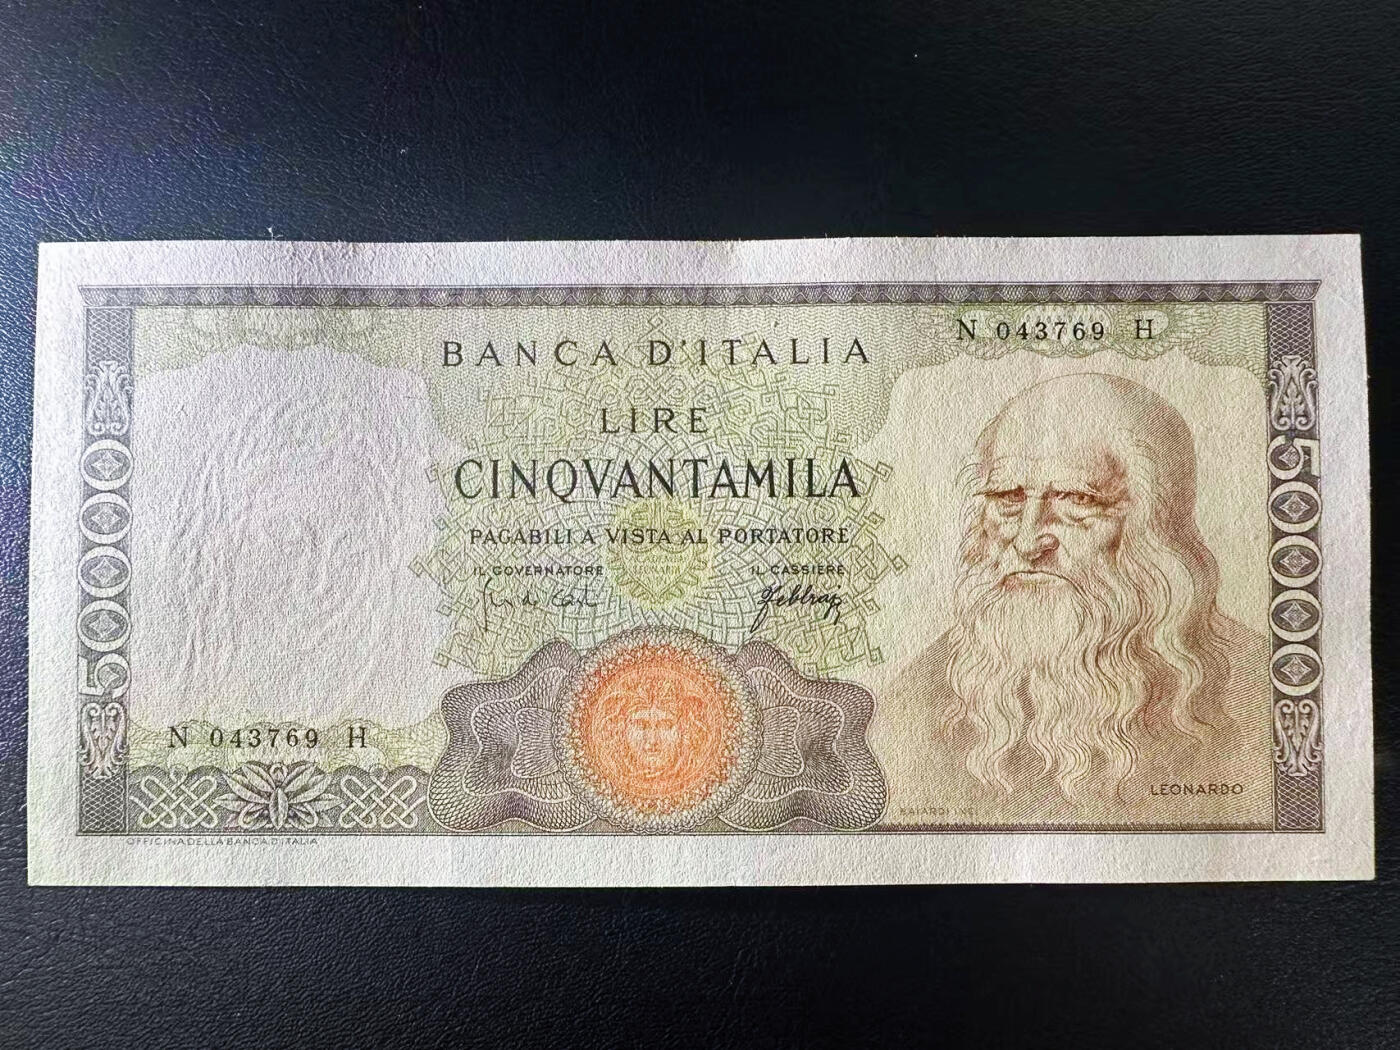 N 043769 H
BANCA D'ITALIA
LIRE
CINQVANTAMILA
PAGABILI A VISTA AL PORTATORE
IL GOVERNATORE IL CASSIERE
50000
50000
N 043769 H
LEONARDO
OFFICINA DELLA BANCA D'ITALIA